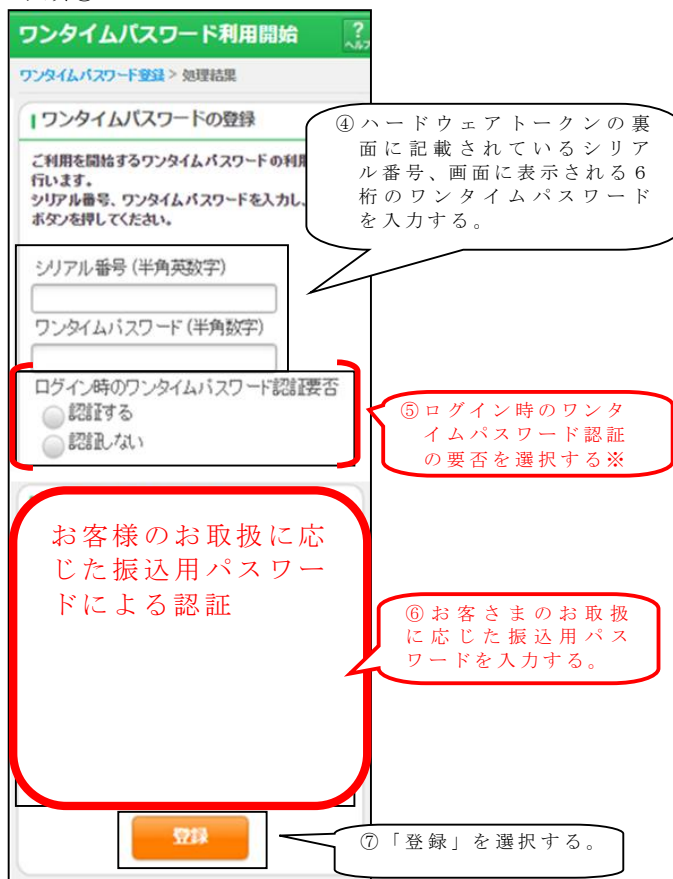 ワンタイムパスワード利用開始
?
ヘルプ
ワンタイムパスワード登録 > 処理結果
ワンタイムパスワードの登録
ご利用を開始するワンタイムパスワードの利用
行います。
シリアル番号、ワンタイムパスワードを入力し、
ボタンを押してください。
④ハードウェアトークンの裏
面に記載されているシリア
ル番号、画面に表示される6
桁のワンタイムパスワード
を入力する。
シリアル番号(半角英数字)
ワンタイムパスワード(半角数字)
ログイン時のワンタイムパスワード認証要否
認証する
認証しない
⑤ログイン時のワンタ
イムパスワード認証
の要否を選択する※
お客様のお取扱に応
じた振込用パスワー
ドによる認証
⑥お客さまのお取扱
に応じた振込用パス
ワードを入力する。
登録
⑦「登録」を選択する。